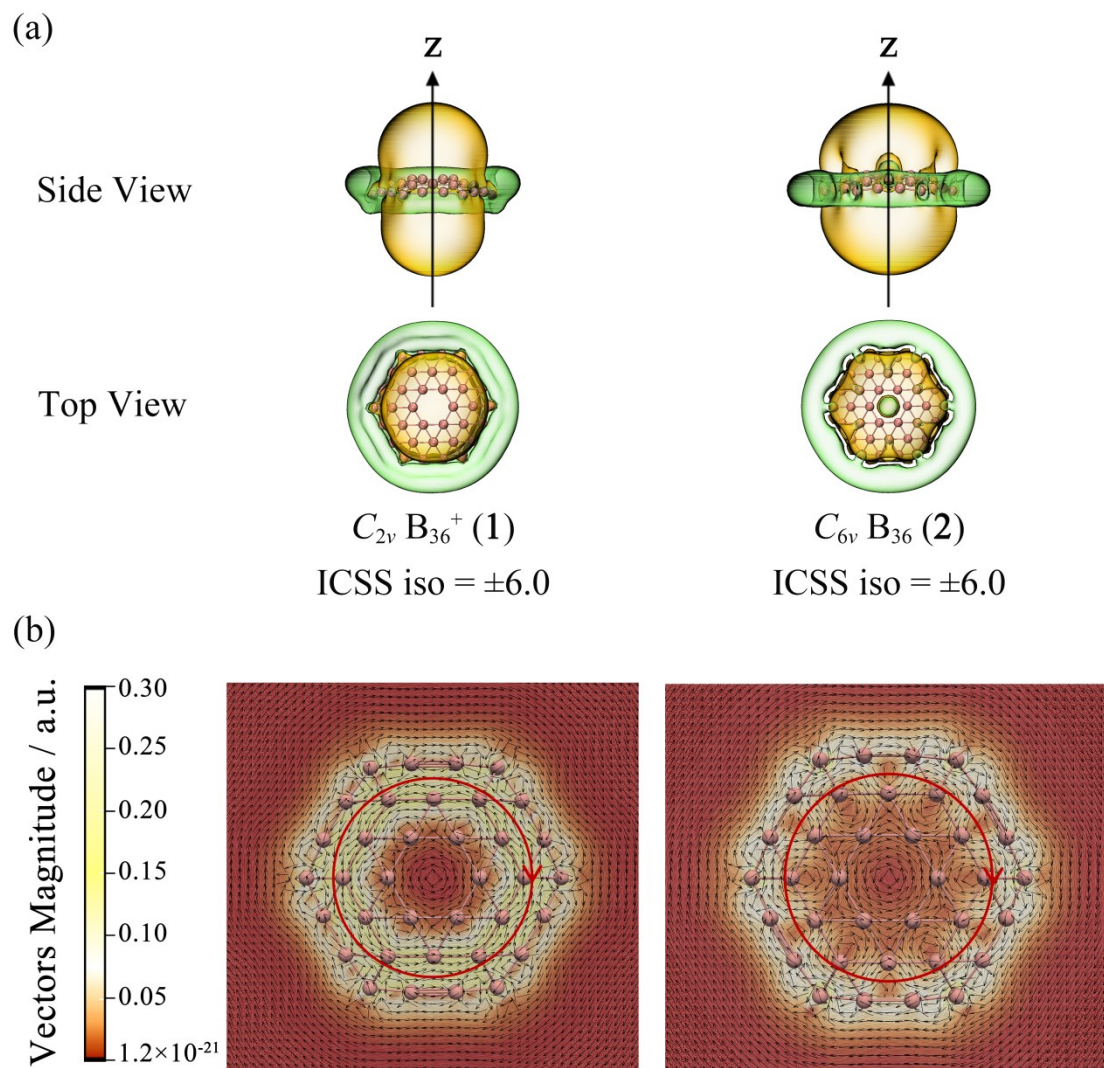 (a)
z z
Side View
Top View
C₂ᵥ B₃₆⁺ (1) C₆ᵥ B₃₆ (2)
ICSS iso = ±6.0 ICSS iso = ±6.0
(b)
Vectors Magnitude / a.u.
0.30
0.25
0.20
0.15
0.10
0.05
1.2×10⁻²¹